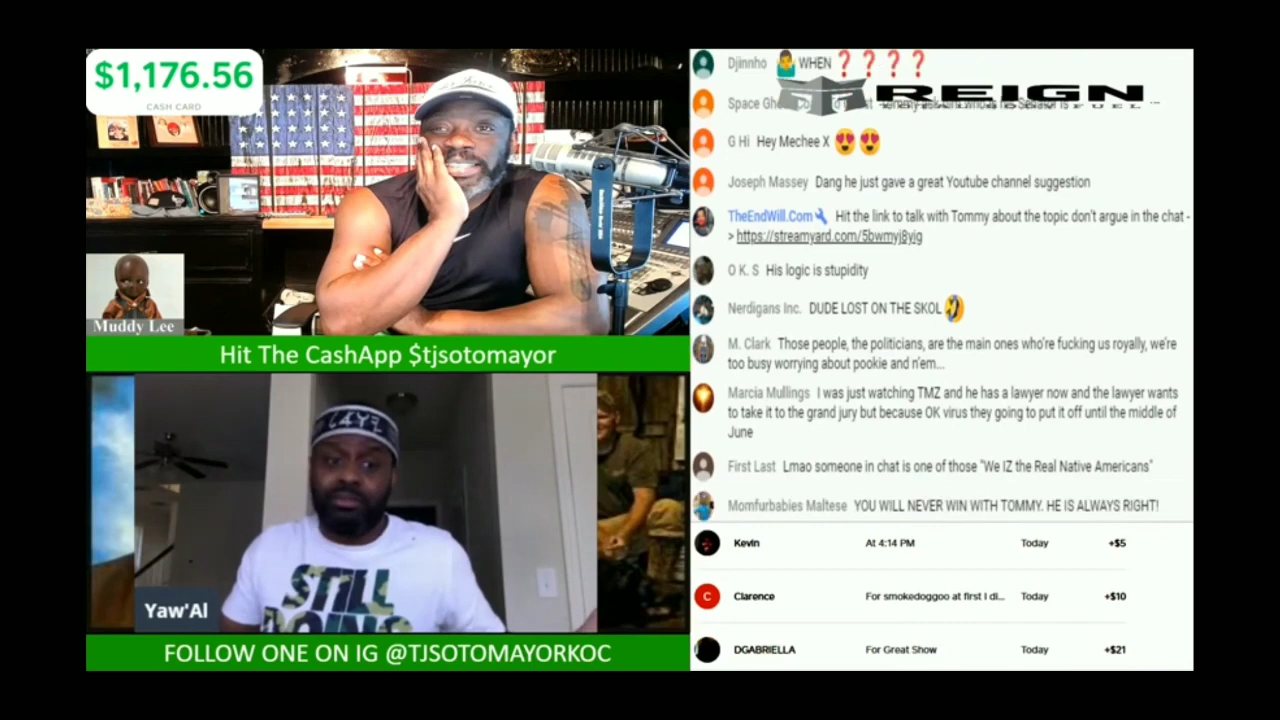 $1,176.56
CASH CARD
Muddy Lee
Hit The CashApp $tjsotomayor
Yaw'Al
STILL
DOING
FOLLOW ONE ON IG @TJSOTOMAYORKOC
Djinnho WHEN ❓ ❓ ❓ ❓
REIGN
Space
G Hi Hey Mechee X 😍 😍
Joseph Massey Dang he just gave a great Youtube channel suggestion
TheEndWill.Com🔧 Hit the link to talk with Tommy about the topic don't argue in the chat -
> https://streamyard.com/5bwmyj8yig
O K. S His logic is stupidity
Nerdigans Inc. DUDE LOST ON THE SKOL 🤣
M. Clark Those people, the politicians, are the main ones who're fucking us royally, we're
too busy worrying about pookie and n'em...
Marcia Mullings I was just watching TMZ and he has a lawyer now and the lawyer wants
to take it to the grand jury but because OK virus they going to put it off until the middle of
June
First Last Lmao someone in chat is one of those "We IZ the Real Native Americans"
Momfurbabies Maltese YOU WILL NEVER WIN WITH TOMMY. HE IS ALWAYS RIGHT!
Kevin At 4:14 PM Today +$5
C Clarence For smokedoggoo at first I di... Today +$10
DGABRIELLA For Great Show Today +$21